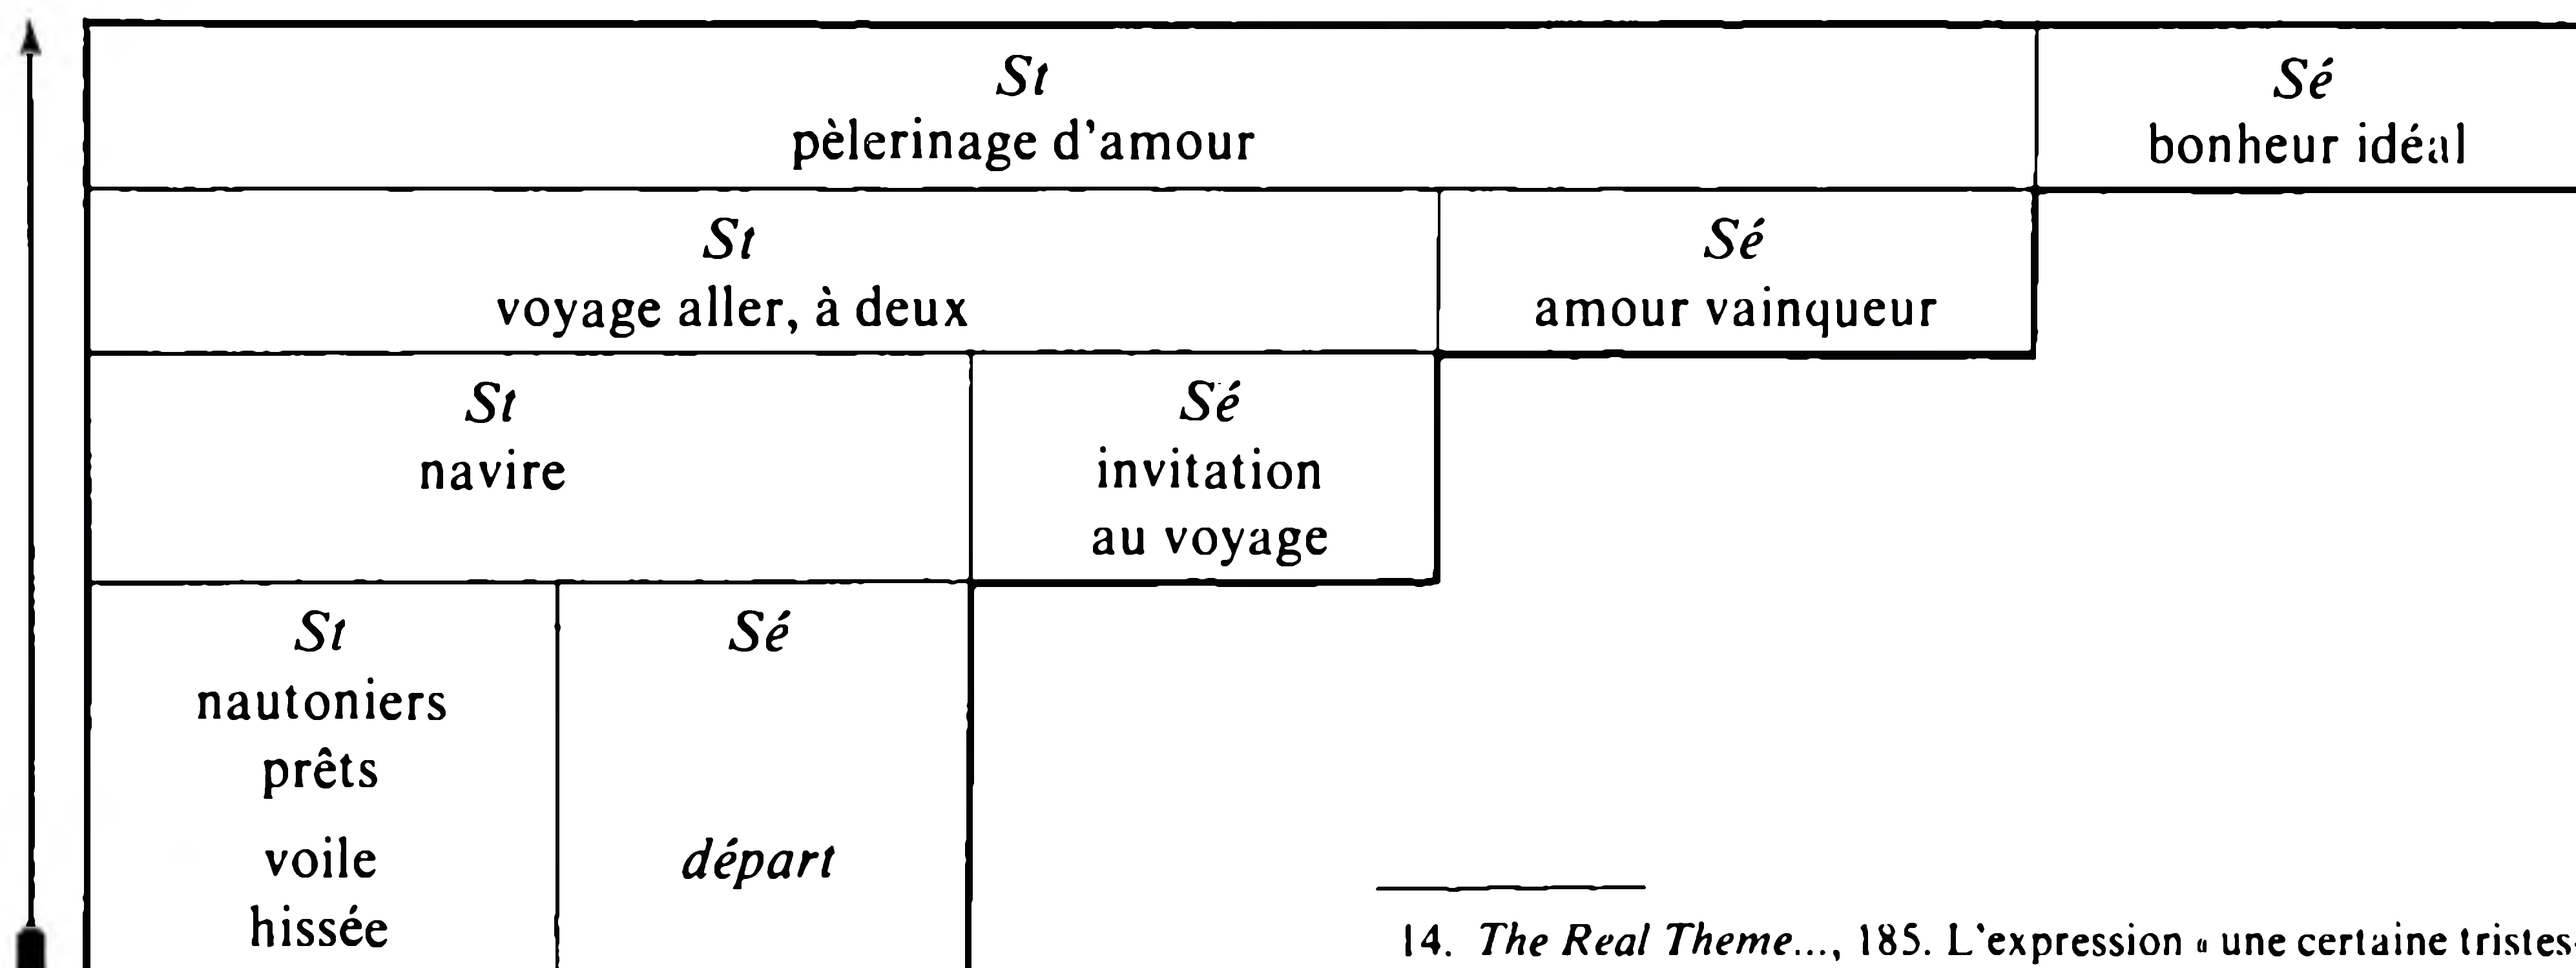 St
pèlerinage d'amour
Sé
bonheur idéal
St
voyage aller, à deux
Sé
amour vainqueur
St
navire
Sé
invitation
au voyage
St
nautoniers
prêts
voile
hissée
Sé
départ
14. The Real Theme..., 185. L'expression « une certaine